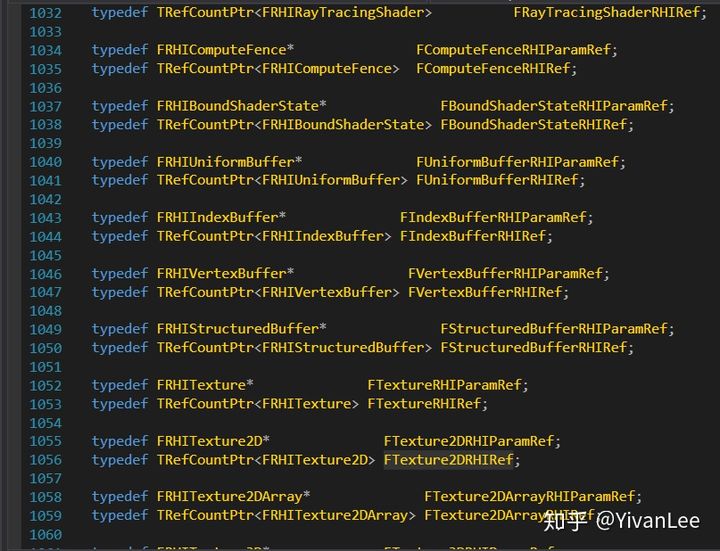 1032 typedef TRefCountPtr<FRHIRayTracingShader> FRayTracingShaderRHIRef;
1033
1034 typedef FRHIComputeFence* FComputeFenceRHIParamRef;
1035 typedef TRefCountPtr<FRHIComputeFence> FComputeFenceRHIRef;
1036
1037 typedef FRHIBoundShaderState* FBoundShaderStateRHIParamRef;
1038 typedef TRefCountPtr<FRHIBoundShaderState> FBoundShaderStateRHIRef;
1039
1040 typedef FRHIUniformBuffer* FUniformBufferRHIParamRef;
1041 typedef TRefCountPtr<FRHIUniformBuffer> FUniformBufferRHIRef;
1042
1043 typedef FRHIIndexBuffer* FIndexBufferRHIParamRef;
1044 typedef TRefCountPtr<FRHIIndexBuffer> FIndexBufferRHIRef;
1045
1046 typedef FRHIVertexBuffer* FVertexBufferRHIParamRef;
1047 typedef TRefCountPtr<FRHIVertexBuffer> FVertexBufferRHIRef;
1048
1049 typedef FRHIStructuredBuffer* FStructuredBufferRHIParamRef;
1050 typedef TRefCountPtr<FRHIStructuredBuffer> FStructuredBufferRHIRef;
1051
1052 typedef FRHITexture* FTextureRHIParamRef;
1053 typedef TRefCountPtr<FRHITexture> FTextureRHIRef;
1054
1055 typedef FRHITexture2D* FTexture2DRHIParamRef;
1056 typedef TRefCountPtr<FRHITexture2D> FTexture2DRHIRef;
1057
1058 typedef FRHITexture2DArray* FTexture2DArrayRHIParamRef;
1059 typedef TRefCountPtr<FRHITexture2DArray> FTexture2DArrayRHIRef;
知乎 @YivanLee
1060